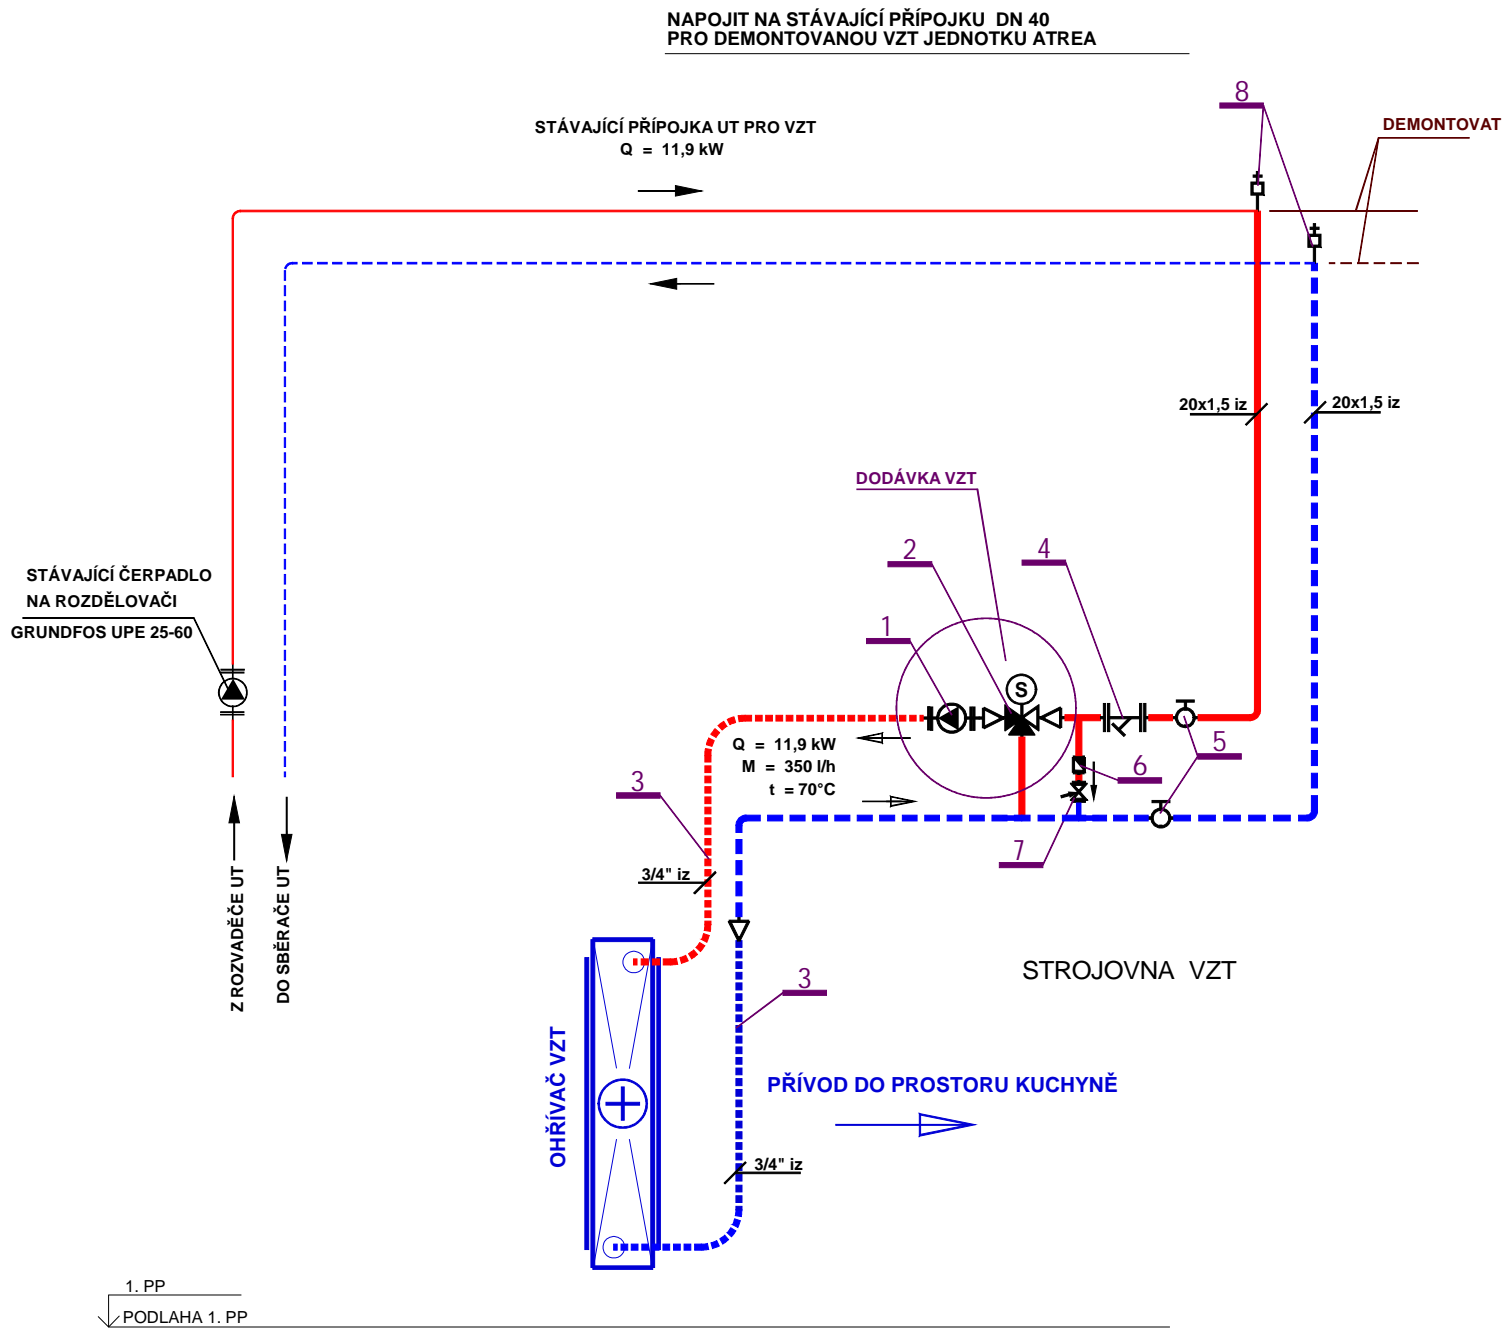 NAPOJIT NA STÁVAJÍCÍ PŘÍPOJKU DN 40
PRO DEMONTOVANOU VZT JEDNOTKU ATREA
8
DEMONTOVAT
STÁVAJÍCÍ PŘÍPOJKA UT PRO VZT
Q = 11,9 kW
20x1,5 iz
20x1,5 iz
DODÁVKA VZT
2
4
1
STÁVAJÍCÍ ČERPADLO
NA ROZDĚLOVAČI
GRUNDFOS UPE 25-60
S
Q = 11,9 kW
M = 350 l/h
t = 70°C
5
6
3
7
3/4" iz
Z ROZVADĚČE UT
DO SBĚRAČE UT
STROJOVNA VZT
3
OHŘÍVAČ VZT
PŘÍVOD DO PROSTORU KUCHYNĚ
3/4" iz
1. PP
PODLAHA 1. PP